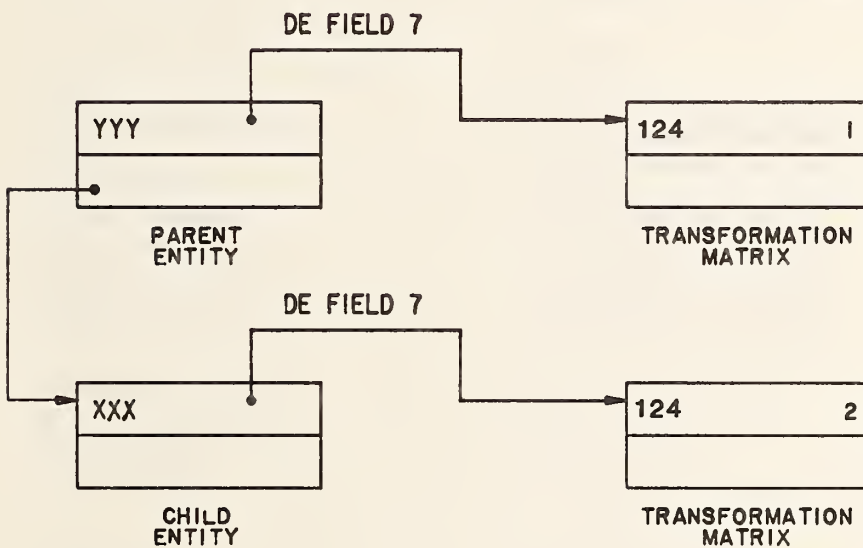 DE FIELD 7
YYY
124 1
PARENT
ENTITY
TRANSFORMATION
MATRIX
DE FIELD 7
XXX
124 2
CHILD
ENTITY
TRANSFORMATION
MATRIX